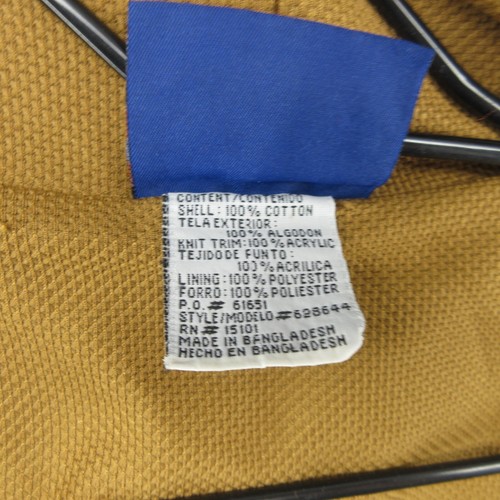 CONTENT/CONTENIDO
SHELL: 100% COTTON
TELA EXTERIOR:
100% ALGODON
KNIT TRIM: 100% ACRYLIC
TEJIDO DE PUNTO:
100% ACRILICA
LINING: 100% POLYESTER
FORRO: 100% POLIESTER
P.O. # 61651
STYLE/MODELO #628644
RN# 15101
MADE IN BANGLADESH
HECHO EN BANGLADESH